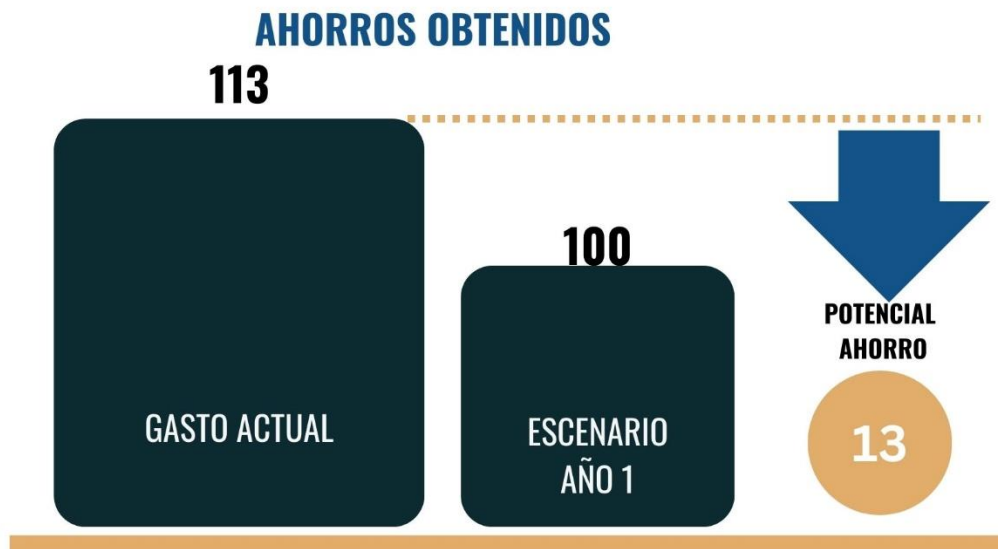 AHORROS OBTENIDOS
113
100
GASTO ACTUAL
ESCENARIO
AÑO 1
POTENCIAL
AHORRO
13